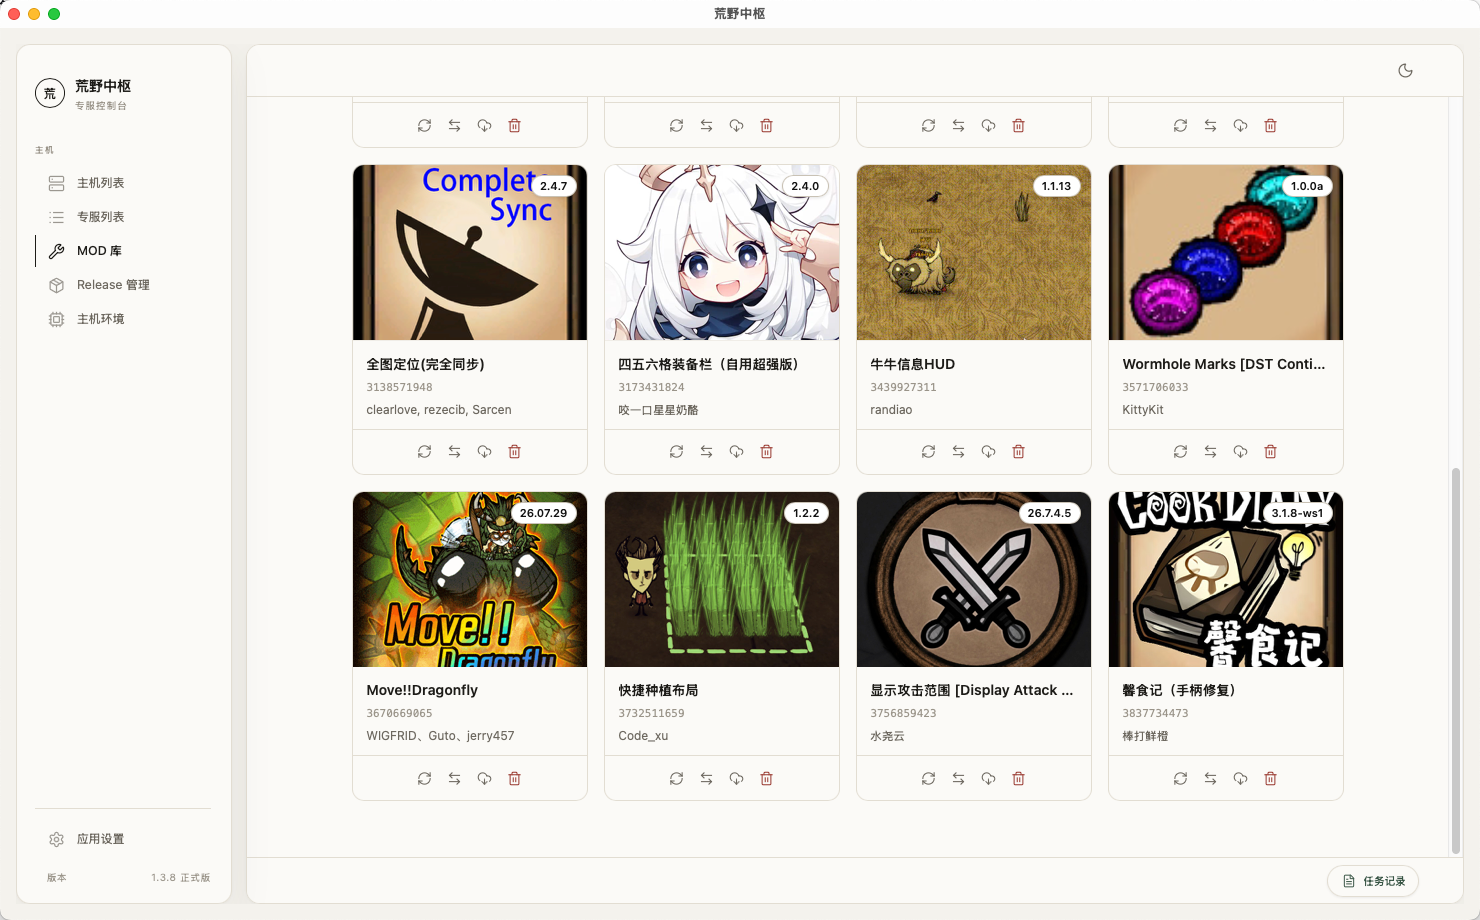 荒野中枢
荒
荒野中枢
专服控制台
主机
主机列表
专服列表
MOD 库
Release 管理
主机环境
应用设置
版本
1.3.8 正式版
Complet
Sync
2.4.7
全图定位(完全同步)
3138571948
clearlove, rezecib, Sarcen
2.4.0
四五六格装备栏（自用超强版）
3173431824
咬一口星星奶酪
1.1.13
牛牛信息HUD
3439927311
randiao
1.0.0a
Wormhole Marks [DST Conti...
3571706033
KittyKit
26.07.29
Move!!
Dragonfly
Move!!Dragonfly
3670669065
WIGFRID、Guto、jerry457
1.2.2
快捷种植布局
3732511659
Code_xu
26.7.4.5
显示攻击范围 [Display Attack ...
3756859423
水尧云
COOK DIARY
3.1.8-ws1
馨食记
馨食记（手柄修复）
3837734473
棒打鲜橙
任务记录